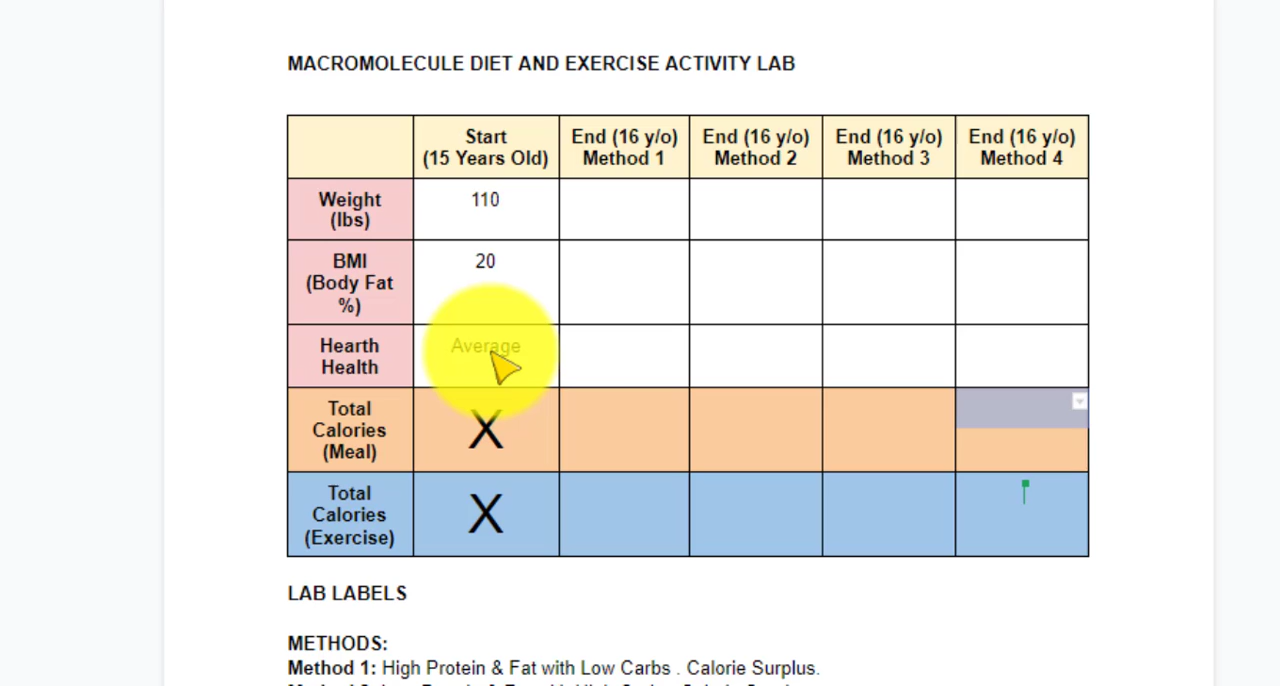 MACROMOLECULE DIET AND EXERCISE ACTIVITY LAB
Start
(15 Years Old)
End (16 y/o)
Method 1
End (16 y/o)
Method 2
End (16 y/o)
Method 3
End (16 y/o)
Method 4
Weight
(lbs)
110
BMI
(Body Fat
%)
20
Hearth
Health
Average
Total
Calories
(Meal)
X
Total
Calories
(Exercise)
X
LAB LABELS
METHODS:
Method 1: High Protein & Fat with Low Carbs . Calorie Surplus.